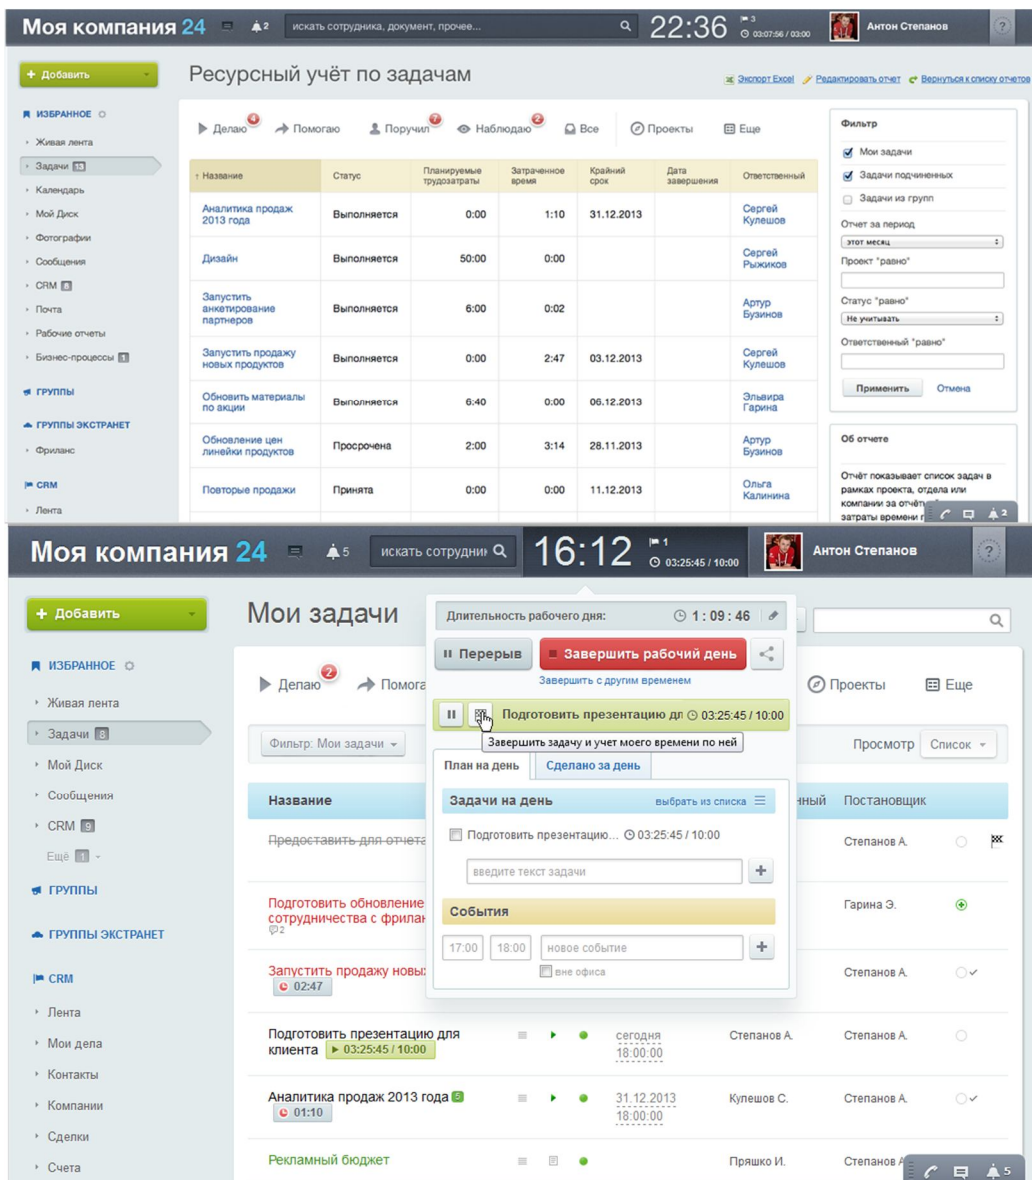 Моя компания 24
2
искать сотрудника, документ, прочее...
22:36
3
03:07:56 / 03:00
Антон Степанов
?
+ Добавить
Ресурсный учёт по задачам
Экспорт Excel
Редактировать отчет
Вернуться к списку отчетов
ИЗБРАННОЕ
Живая лента
Задачи
Календарь
Мой Диск
Фотографии
Сообщения
CRM
Почта
Рабочие отчеты
Бизнес-процессы 1
ГРУППЫ
ГРУППЫ ЭКСТРАНЕТ
Фриланс
CRM
Лента
Делаю 4
Помогаю
Поручил 7
Наблюдаю 2
Все
Проекты
Еще
Название Статус Планируемые трудозатраты Затраченное время Крайний срок Дата завершения Ответственный
Аналитика продаж 2013 года Выполняется 0:00 1:10 31.12.2013 Сергей Кулешов
Дизайн Выполняется 50:00 0:00 Сергей Рыжиков
Запустить анкетирование партнеров Выполняется 6:00 0:02 Артур Бузинов
Запустить продажу новых продуктов Выполняется 0:00 2:47 03.12.2013 Сергей Кулешов
Обновить материалы по акции Выполняется 6:40 0:00 06.12.2013 Эльвира Гарина
Обновление цен линейки продуктов Просрочена 2:00 3:14 28.11.2013 Артур Бузинов
Повторые продажи Принята 0:00 0:00 11.12.2013 Ольга Калинина
Фильтр
Мои задачи
Задачи подчиненных
Задачи из групп
Отчет за период
этот месяц
Проект "равно"
Статус "равно"
Не учитывать
Ответственный "равно"
Применить
Отмена
Об отчете
Отчёт показывает список задач в
рамках проекта, отдела или
компании за отчётн
затраты времени
2
Моя компания 24
5
искать сотрудник
16:12
1
03:25:45 / 10:00
Антон Степанов
?
+ Добавить
Мои задачи
ИЗБРАННОЕ
Живая лента
Задачи 8
Мой Диск
Сообщения
CRM 9
Ещё 1
ГРУППЫ
ГРУППЫ ЭКСТРАНЕТ
CRM
Лента
Мои дела
Контакты
Компании
Сделки
Счета
Делаю 2
Помога
Проекты
Еще
Фильтр: Мои задачи
Просмотр
Список
Длительность рабочего дня:
1 : 09 : 46
Перерыв
Завершить рабочий день
Завершить с другим временем
Подготовить презентацию дл 03:25:45 / 10:00
Завершить задачу и учет моего времени по ней
План на день
Сделано за день
Задачи на день
выбрать из списка
Подготовить презентацию... 03:25:45 / 10:00
введите текст задачи
+
События
17:00
18:00
новое событие
+
вне офиса
Название
нный
Постановщик
Предоставить для отчета
Степанов А.
Подготовить обновление
сотрудничества с фрилан
2
Гарина Э.
Запустить продажу новы
02:47
Степанов А.
Подготовить презентацию для
клиента 03:25:45 / 10:00
сегодня
18:00:00
Степанов А.
Степанов А.
Аналитика продаж 2013 года 5
01:10
31.12.2013
18:00:00
Кулешов С.
Степанов А.
Рекламный бюджет
Пряшко И.
Степанов А
5